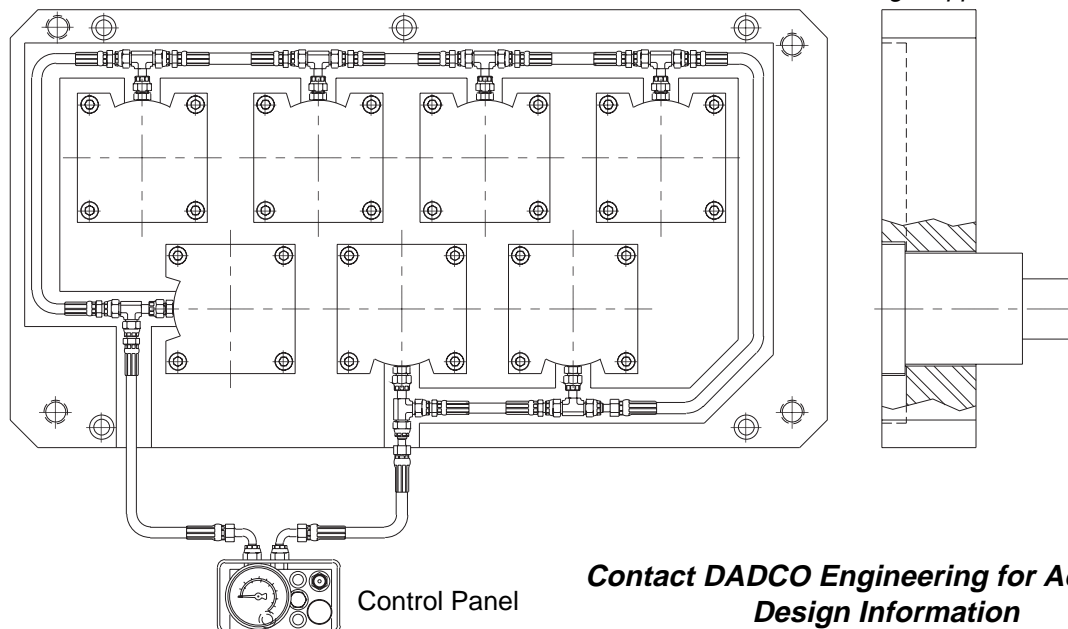 Control Panel
Contact DADCO Engineering for
Design Information